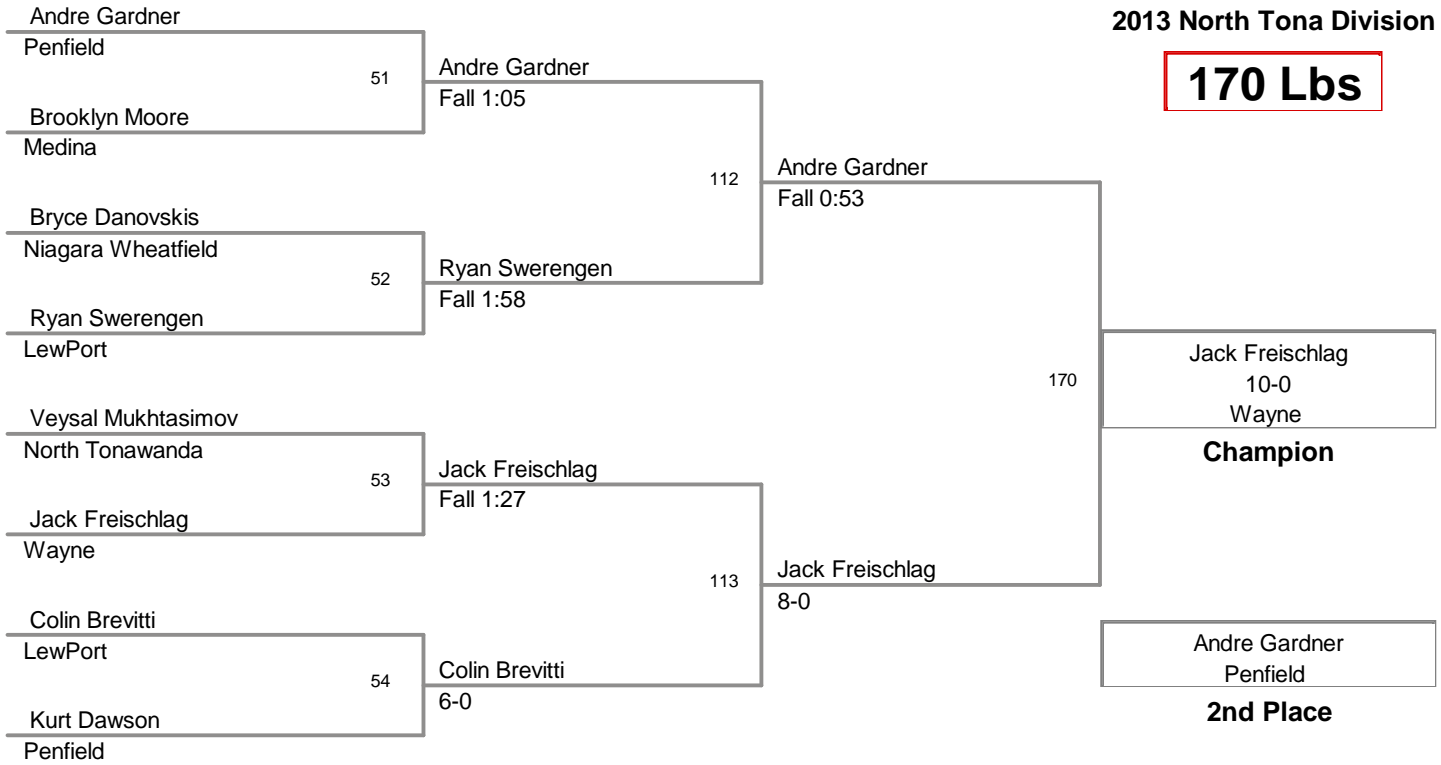 2013 North Tona Division
170 Lbs
Andre Gardner
Penfield
51
Brooklyn Moore
Medina
Bryce Danovskis
Niagara Wheatfield
52
Ryan Swerengen
LewPort
Veysal Mukhtasimov
North Tonawanda
53
Jack Freischlag
Wayne
Colin Brevitti
LewPort
54
Kurt Dawson
Penfield
Andre Gardner
Fall 1:05
112
Ryan Swerengen
Fall 1:58
Jack Freischlag
Fall 1:27
113
Colin Brevitti
6-0
Andre Gardner
Fall 0:53
170
Jack Freischlag
8-0
Jack Freischlag
10-0
Wayne
Champion
Andre Gardner
Penfield
2nd Place